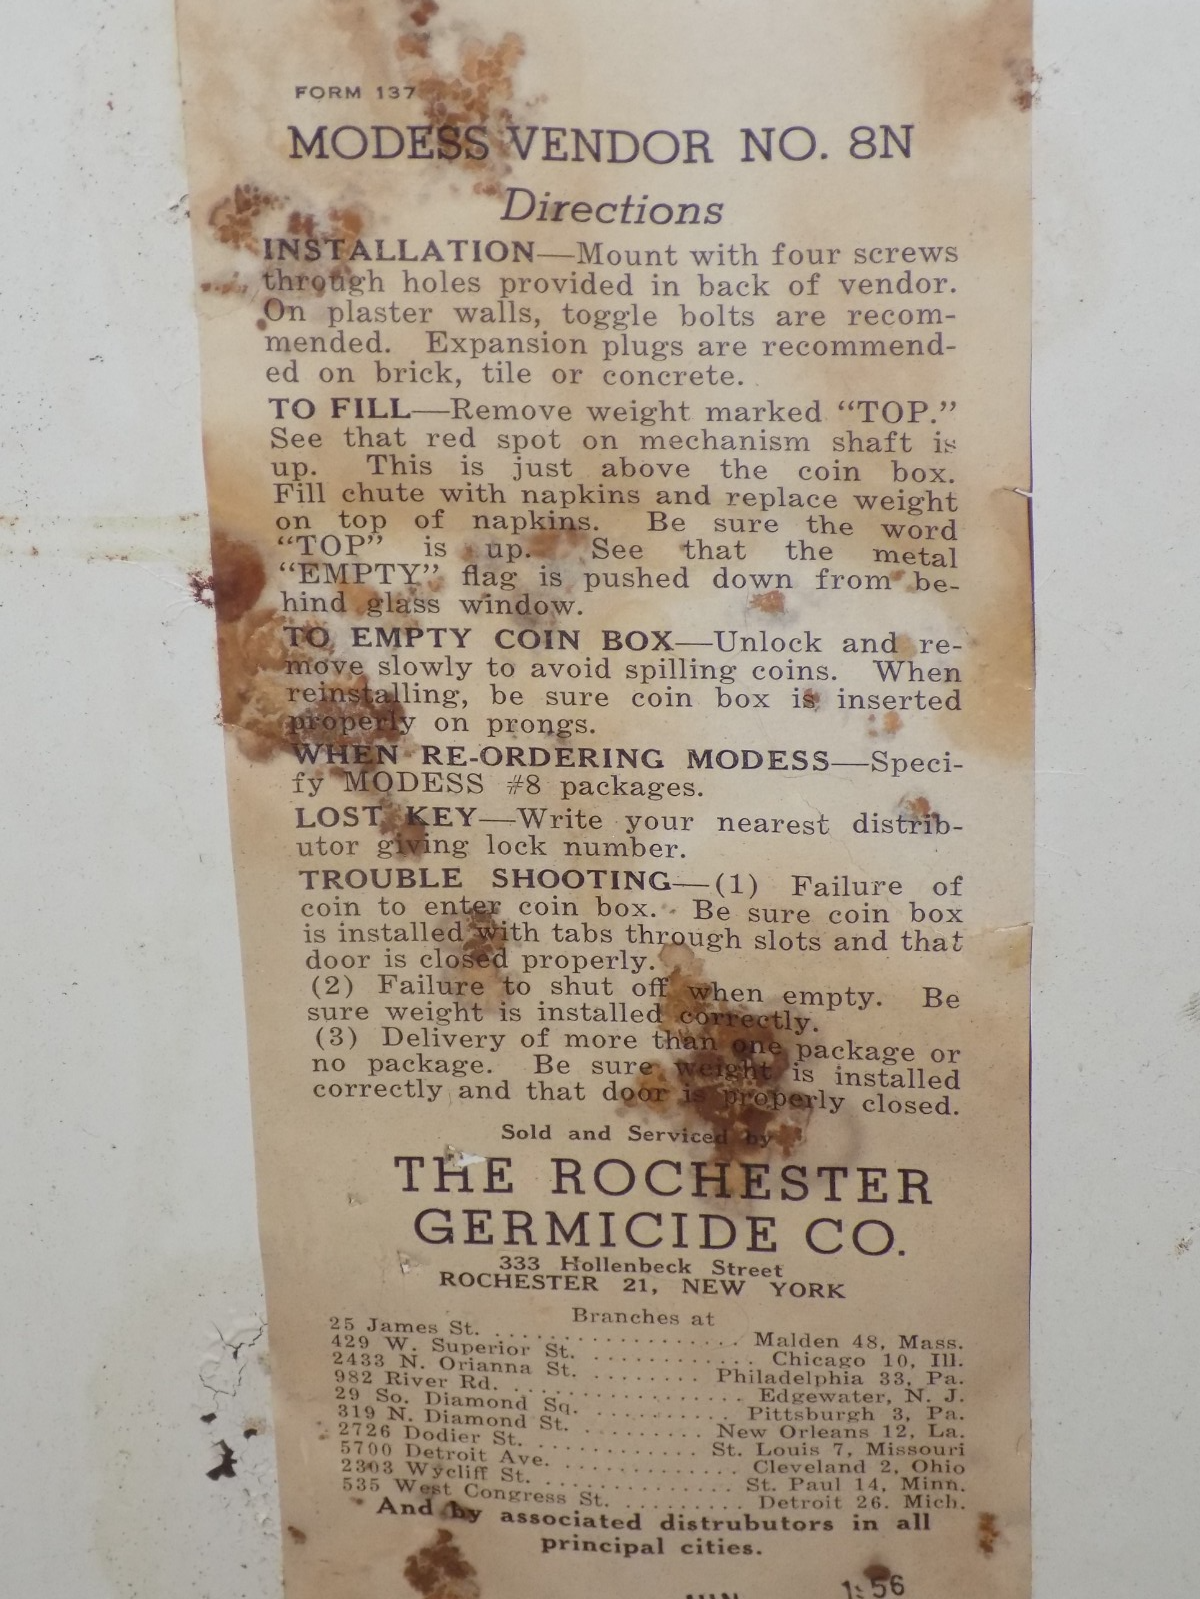 FORM 137
MODESS VENDOR NO. 8N
Directions
INSTALLATION—Mount with four screws
through holes provided in back of vendor.
On plaster walls, toggle bolts are recom-
mended. Expansion plugs are recommend-
ed on brick, tile or concrete.
TO FILL—Remove weight marked “TOP.”
See that red spot on mechanism shaft is
up. This is just above the coin box.
Fill chute with napkins and replace weight
on top of napkins. Be sure the word
“TOP” is up. See that the metal
“EMPTY” flag is pushed down from be-
hind glass window.
TO EMPTY COIN BOX—Unlock and re-
move slowly to avoid spilling coins. When
reinstalling, be sure coin box is inserted
properly on prongs.
WHEN RE-ORDERING MODESS—Speci-
fy MODESS #8 packages.
LOST KEY—Write your nearest distrib-
utor giving lock number.
TROUBLE SHOOTING—(1) Failure of
coin to enter coin box. Be sure coin box
is installed with tabs through slots and that
door is closed properly.
(2) Failure to shut off when empty. Be
sure weight is installed correctly.
(3) Delivery of more than one package or
no package. Be sure weight is installed
correctly and that door is properly closed.
Sold and Serviced by
THE ROCHESTER
GERMICIDE CO.
333 Hollenbeck Street
ROCHESTER 21, NEW YORK
Branches at
25 James St. .................... Malden 48, Mass.
429 W. Superior St. ............ Chicago 10, Ill.
2433 N. Orianna St. ........ Philadelphia 33, Pa.
982 River Rd. .................. Edgewater, N. J.
29 So. Diamond Sq. .......... Pittsburgh 3, Pa.
319 N. Diamond St. ......... New Orleans 12, La.
2726 Dodier St. ............ St. Louis 7, Missouri
5700 Detroit Ave. ............. Cleveland 2, Ohio
2303 Wycliff St. .............. St. Paul 14, Minn.
535 West Congress St. ......... Detroit 26. Mich.
And by associated distrubutors in all
principal cities.
56